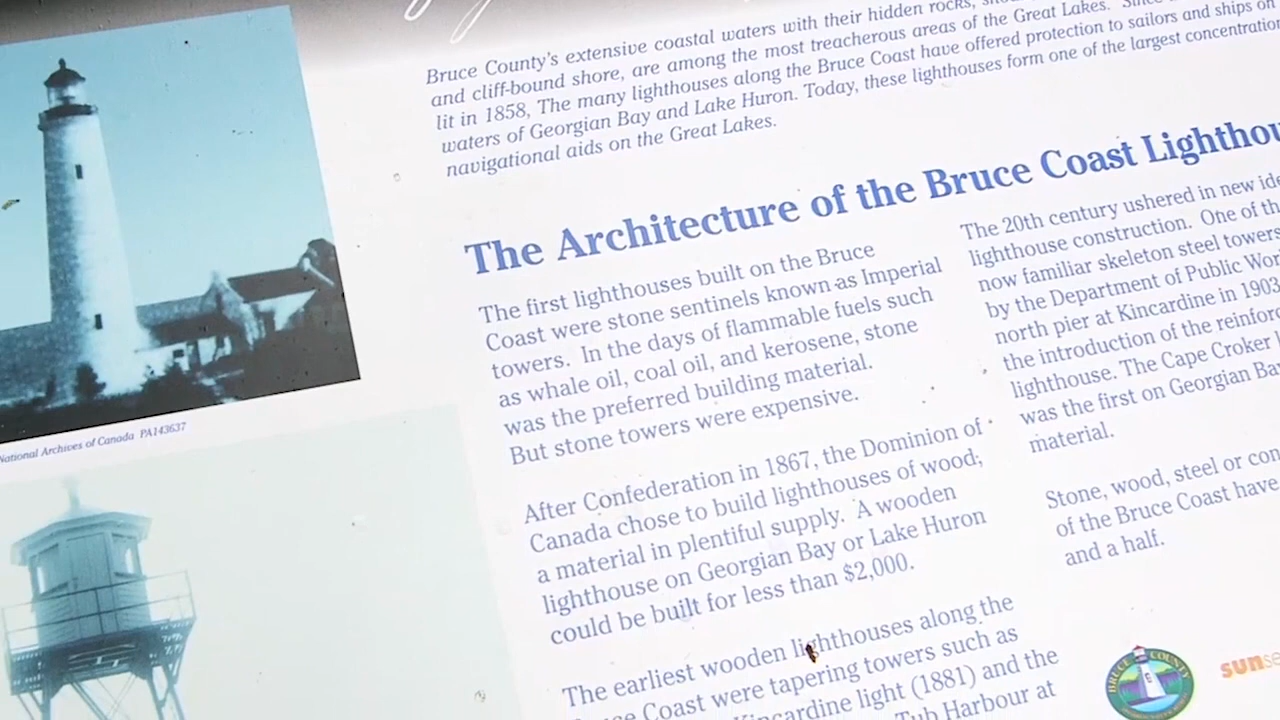 Bruce County's extensive coastal waters with their hidden rocks,
and cliff-bound shore, are among the most treacherous areas of the Great Lakes.
lit in 1858, The many lighthouses along the Bruce Coast have offered protection to sailors and ships on
waters of Georgian Bay and Lake Huron. Today, these lighthouses form one of the largest
navigational aids on the Great Lakes.
The Architecture of the Bruce Coast
The first lighthouses built on the Bruce
Coast were stone sentinels known as Imperial
towers. In the days of flammable fuels such
as whale oil, coal oil, and kerosene, stone
was the preferred building material.
But stone towers were expensive.
After Confederation in 1867, the Dominion of
Canada chose to build lighthouses of wood;
a material in plentiful supply. A wooden
lighthouse on Georgian Bay or Lake Huron
could be built for less than $2,000.
The earliest wooden lighthouses along the
Bruce Coast were tapering towers such as
Kincardine light (1881) and the
Tub Harbour at
The 20th century ushered in new
lighthouse construction. One of
now familiar skeleton steel towers
by the Department of Public
north pier at Kincardine in 1903
the introduction of the
lighthouse. The Cape Croker
was the first on Georgian
material.
Stone, wood, steel or
of the Bruce Coast have
and a half.
National Archives of Canada PA143637
BRUCE COUNTY